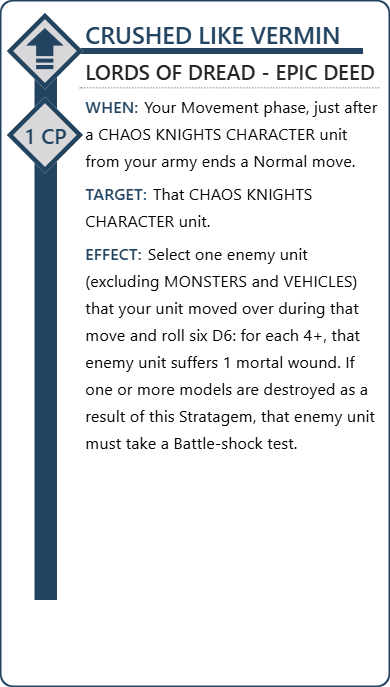 CRUSHED LIKE VERMIN
LORDS OF DREAD - EPIC DEED
1 CP
WHEN: Your Movement phase, just after
a CHAOS KNIGHTS CHARACTER unit
from your army ends a Normal move.
TARGET: That CHAOS KNIGHTS
CHARACTER unit.
EFFECT: Select one enemy unit
(excluding MONSTERS and VEHICLES)
that your unit moved over during that
move and roll six D6: for each 4+, that
enemy unit suffers 1 mortal wound. If
one or more models are destroyed as a
result of this Stratagem, that enemy unit
must take a Battle-shock test.